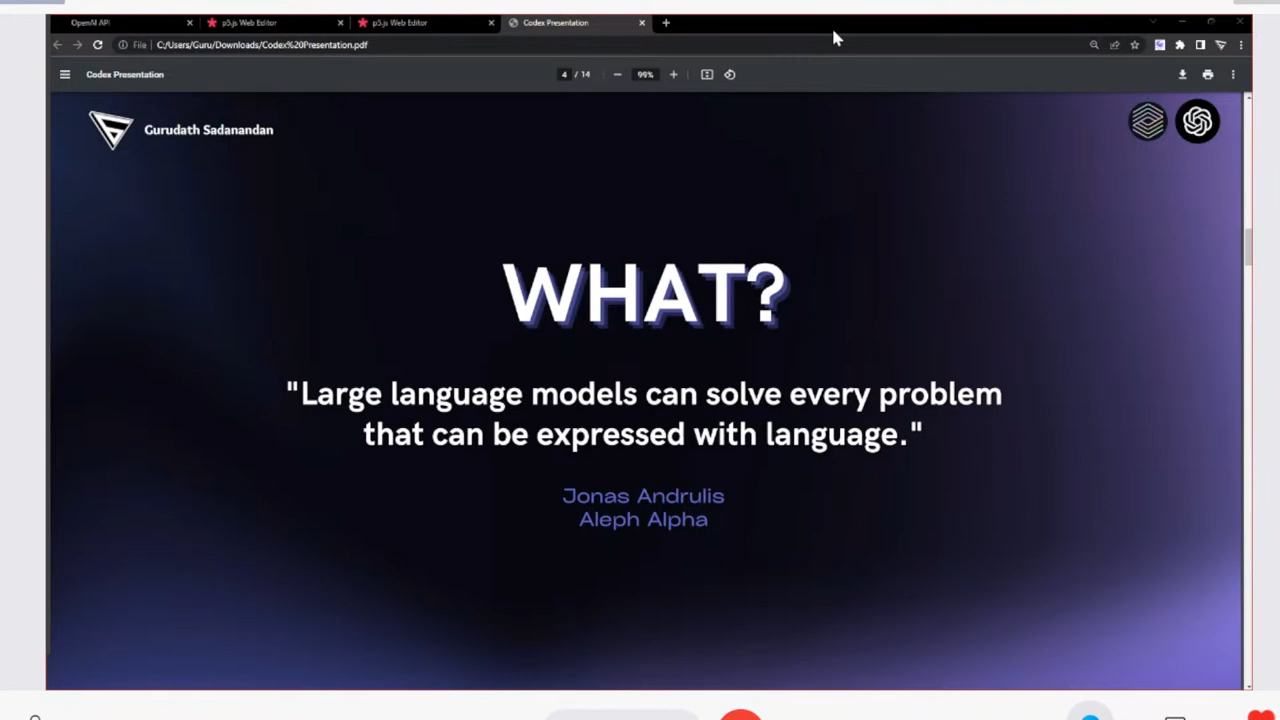 OpenAI API
p5.js Web Editor
p5.js Web Editor
Codex Presentation
File
C:/Users/Guru/Downloads/Codex%20Presentation.pdf
Codex Presentation
4 / 14
99%
Gurudath Sadanandan
WHAT?
"Large language models can solve every problem
that can be expressed with language."
Jonas Andrulis
Aleph Alpha